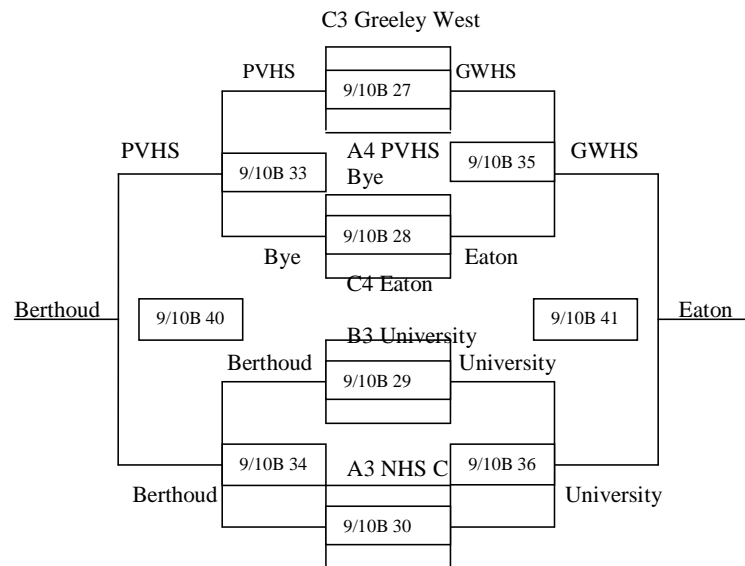 C3 Greeley West
PVHS
GWHS
9/10B 27
PVHS
A4 PVHS
GWHS
9/10B 33
Bye
9/10B 35
9/10B 28
Bye
Eaton
C4 Eaton
Berthoud
9/10B 40
9/10B 41
Eaton
B3 University
Berthoud
University
9/10B 29
9/10B 34
A3 NHS C
9/10B 36
Berthoud
University
9/10B 30